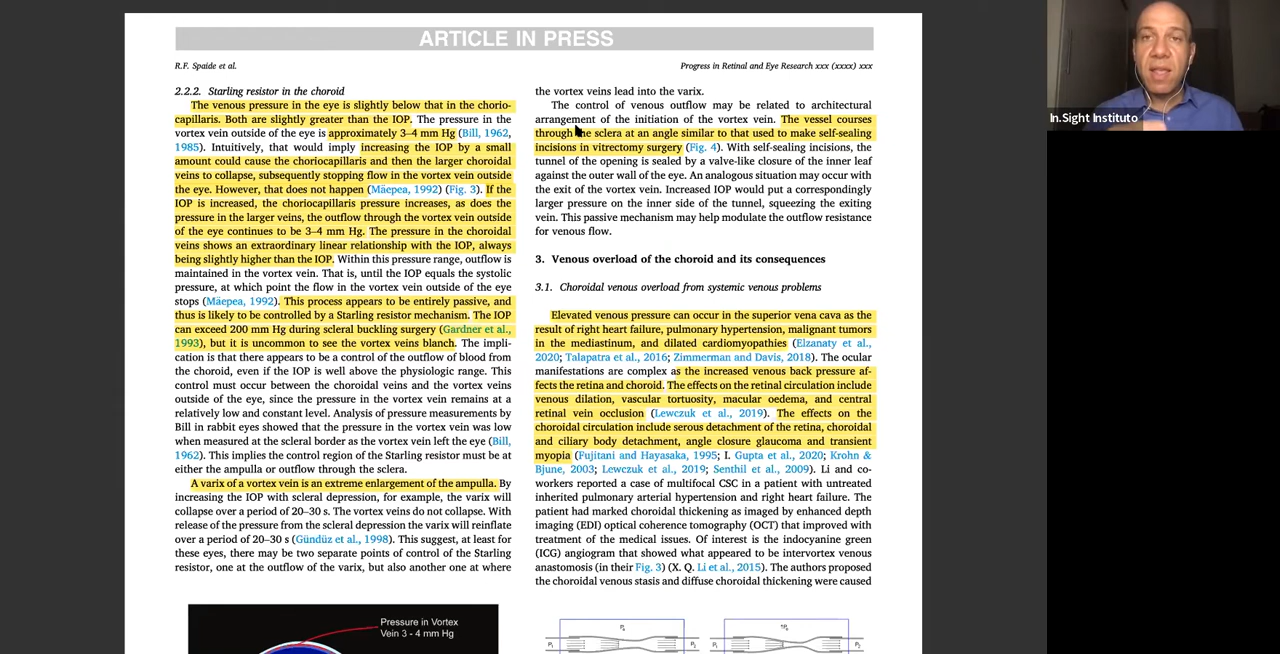 ARTICLE IN PRESS
R.F. Spaide et al.
Progress in Retinal and Eye Research xxx (xxxx) xxx
2.2.2. Starling resistor in the choroid
The venous pressure in the eye is slightly below that in the chorio-
capillaris. Both are slightly greater than the IOP. The pressure in the
vortex vein outside of the eye is approximately 3–4 mm Hg (Bill, 1962,
1985). Intuitively, that would imply increasing the IOP by a small
amount could cause the choriocapillaris and then the larger choroidal
veins to collapse, subsequently stopping flow in the vortex vein outside
the eye. However, that does not happen (Mäepea, 1992) (Fig. 3). If the
IOP is increased, the choriocapillaris pressure increases, as does the
pressure in the larger veins, the outflow through the vortex vein outside
of the eye continues to be 3–4 mm Hg. The pressure in the choroidal
veins shows an extraordinary linear relationship with the IOP, always
being slightly higher than the IOP. Within this pressure range, outflow is
maintained in the vortex vein. That is, until the IOP equals the systolic
pressure, at which point the flow in the vortex vein outside of the eye
stops (Mäepea, 1992). This process appears to be entirely passive, and
thus is likely to be controlled by a Starling resistor mechanism. The IOP
can exceed 200 mm Hg during scleral buckling surgery (Gardner et al.,
1993), but it is uncommon to see the vortex veins blanch. The impli-
cation is that there appears to be a control of the outflow of blood from
the choroid, even if the IOP is well above the physiologic range. This
control must occur between the choroidal veins and the vortex veins
outside of the eye, since the pressure in the vortex vein remains at a
relatively low and constant level. Analysis of pressure measurements by
Bill in rabbit eyes showed that the pressure in the vortex vein was low
when measured at the scleral border as the vortex vein left the eye (Bill,
1962). This implies the control region of the Starling resistor must be at
either the ampulla or outflow through the sclera.
A varix of a vortex vein is an extreme enlargement of the ampulla. By
increasing the IOP with scleral depression, for example, the varix will
collapse over a period of 20–30 s. The vortex veins do not collapse. With
release of the pressure from the scleral depression the varix will reinflate
over a period of 20–30 s (Gündüz et al., 1998). This suggest, at least for
these eyes, there may be two separate points of control of the Starling
resistor, one at the outflow of the varix, but also another one at where
Pressure in Vortex
Vein 3 - 4 mm Hg
the vortex veins lead into the varix.
The control of venous outflow may be related to architectural
arrangement of the initiation of the vortex vein. The vessel courses
through the sclera at an angle similar to that used to make self-sealing
incisions in vitrectomy surgery (Fig. 4). With self-sealing incisions, the
tunnel of the opening is sealed by a valve-like closure of the inner leaf
against the outer wall of the eye. An analogous situation may occur with
the exit of the vortex vein. Increased IOP would put a correspondingly
larger pressure on the inner side of the tunnel, squeezing the exiting
vein. This passive mechanism may help modulate the outflow resistance
for venous flow.
3. Venous overload of the choroid and its consequences
3.1. Choroidal venous overload from systemic venous problems
Elevated venous pressure can occur in the superior vena cava as the
result of right heart failure, pulmonary hypertension, malignant tumors
in the mediastinum, and dilated cardiomyopathies (Elzanaty et al.,
2020; Talapatra et al., 2016; Zimmerman and Davis, 2018). The ocular
manifestations are complex as the increased venous back pressure af-
fects the retina and choroid. The effects on the retinal circulation include
venous dilation, vascular tortuosity, macular oedema, and central
retinal vein occlusion (Lewczuk et al., 2019). The effects on the
choroidal circulation include serous detachment of the retina, choroidal
and ciliary body detachment, angle closure glaucoma and transient
myopia (Fujitani and Hayasaka, 1995; I. Gupta et al., 2020; Krohn &
Bjune, 2003; Lewczuk et al., 2019; Senthil et al., 2009). Li and co-
workers reported a case of multifocal CSC in a patient with untreated
inherited pulmonary arterial hypertension and right heart failure. The
patient had marked choroidal thickening as imaged by enhanced depth
imaging (EDI) optical coherence tomography (OCT) that improved with
treatment of the medical issues. Of interest is the indocyanine green
(ICG) angiogram that showed what appeared to be intervortex venous
anastomosis (in their Fig. 3) (X. Q. Li et al., 2015). The authors proposed
the choroidal venous stasis and diffuse choroidal thickening were caused
In.Sight Instituto